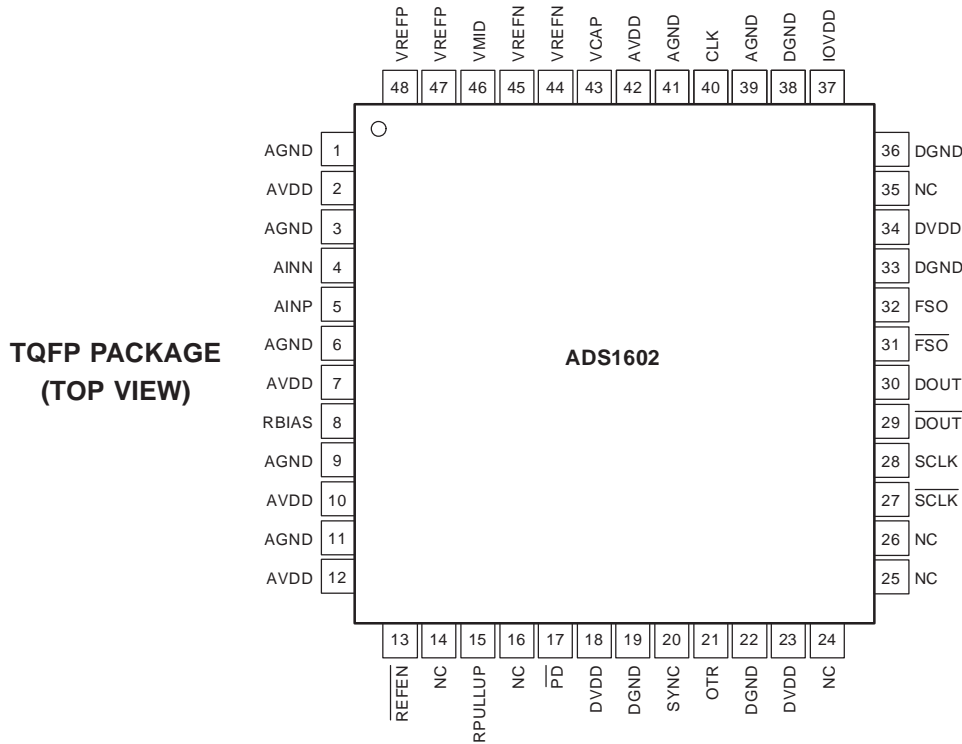 VREFP VREFP VMID VREFN VREFN VCAP AVDD AGND CLK AGND DGND IOVDD
48 47 46 45 44 43 42 41 40 39 38 37
AGND 1
AVDD 2
AGND 3
AINN 4
AINP 5
AGND 6
AVDD 7
RBIAS 8
AGND 9
AVDD 10
AGND 11
AVDD 12
TQFP PACKAGE
(TOP VIEW)
ADS1602
36 DGND
35 NC
34 DVDD
33 DGND
32 FSO
31 F̅S̅O̅
30 DOUT
29 D̅O̅U̅T̅
28 SCLK
27 S̅C̅L̅K̅
26 NC
25 NC
13 14 15 16 17 18 19 20 21 22 23 24
R̅E̅F̅E̅N̅ NC RPULLUP NC P̅D̅ DVDD DGND SYNC OTR DGND DVDD NC